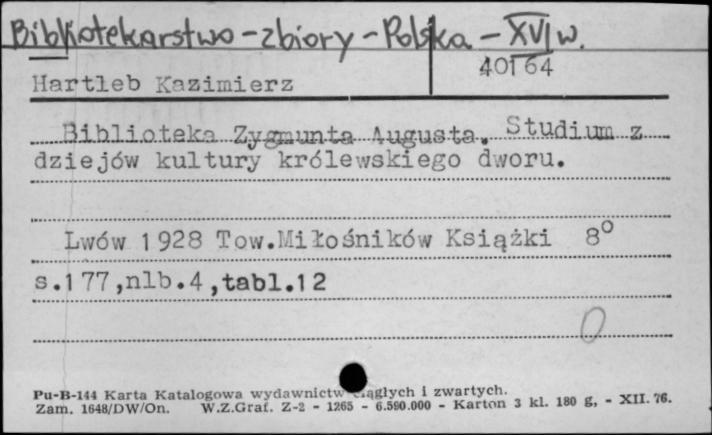 Bibliotekarstwo - zbiory - Polska - XVI w.
40164
Hartleb Kazimierz
Biblioteka Zygmunta Augusta. Studium z
dziejów kultury królewskiego dworu.
Lwów 1928 Tow.Miłośników Książki 8°
s.177,nlb.4,tabl.12
0
Pu-B-144 Karta Katalogowa wydawnictw ciągłych i zwartych.
Zam. 1648/DW/On. W.Z.Graf. Z-2 - 1265 - 6.590.000 - Karton 3 kl. 180 g, - XII. 76.